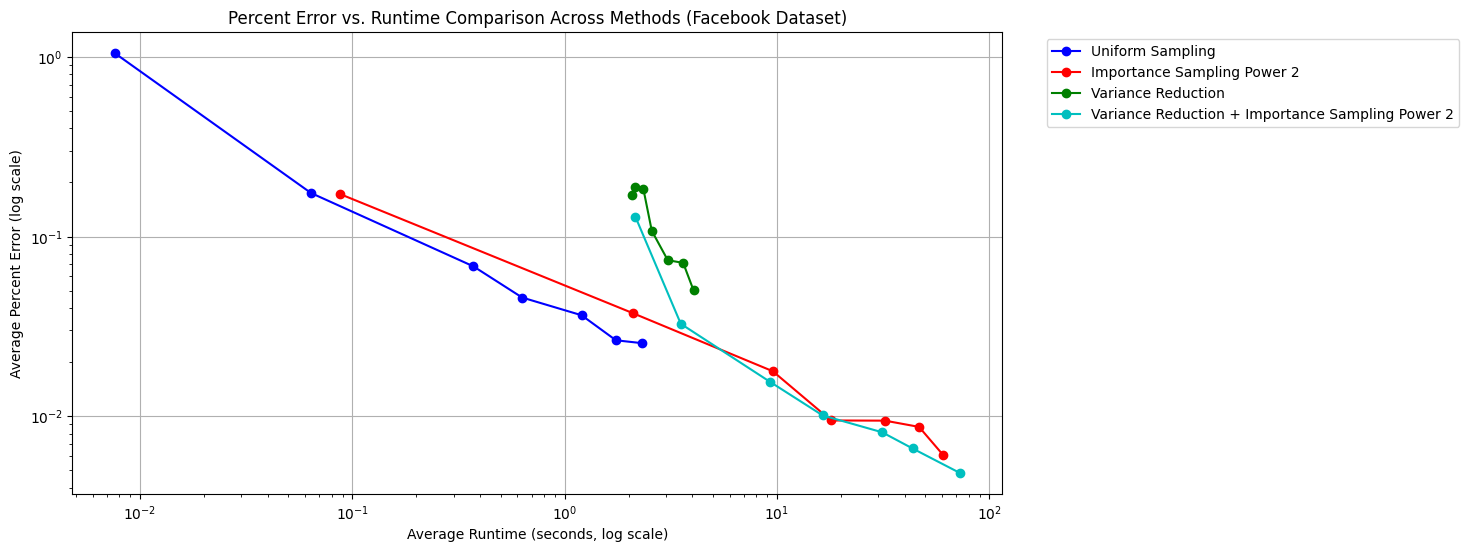 Percent Error vs. Runtime Comparison Across Methods (Facebook Dataset)
Uniform Sampling
Importance Sampling Power 2
Variance Reduction
Variance Reduction + Importance Sampling Power 2
Average Percent Error (log scale)
10⁰
10⁻¹
10⁻²
10⁻² 10⁻¹ 10⁰ 10¹ 10²
Average Runtime (seconds, log scale)